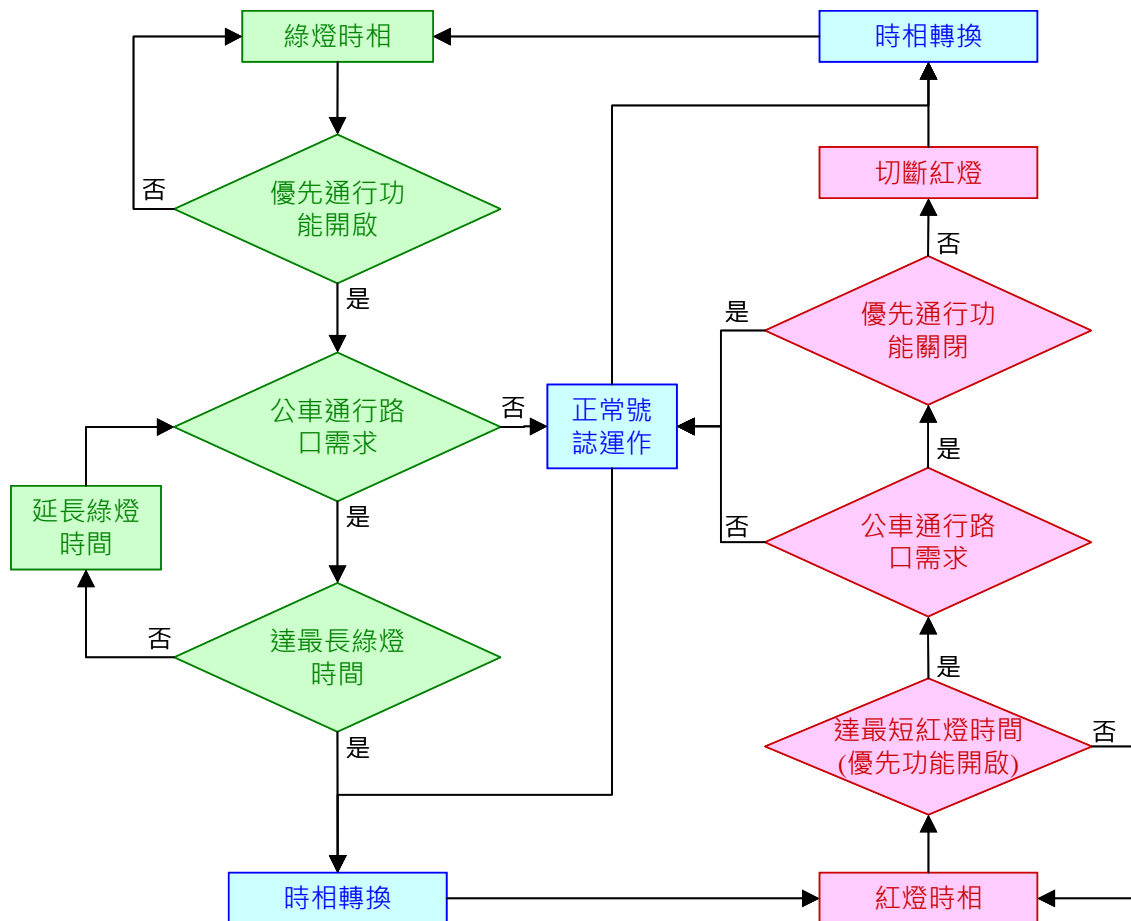 綠燈時相
時相轉換
否
優先通行功
能開啟
切斷紅燈
否
是
是
優先通行功
能關閉
公車通行路
口需求
否
正常號
誌運作
是
延長綠燈
時間
是
否
公車通行路
口需求
否
達最長綠燈
時間
是
是
達最短紅燈時間
(優先功能開啟)
否
時相轉換
紅燈時相